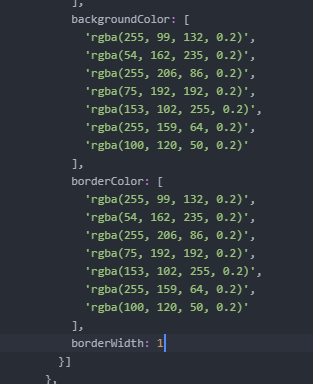 ],
backgroundColor: [
'rgba(255, 99, 132, 0.2)',
'rgba(54, 162, 235, 0.2)',
'rgba(255, 206, 86, 0.2)',
'rgba(75, 192, 192, 0.2)',
'rgba(153, 102, 255, 0.2)',
'rgba(255, 159, 64, 0.2)',
'rgba(100, 120, 50, 0.2)'
],
borderColor: [
'rgba(255, 99, 132, 0.2)',
'rgba(54, 162, 235, 0.2)',
'rgba(255, 206, 86, 0.2)',
'rgba(75, 192, 192, 0.2)',
'rgba(153, 102, 255, 0.2)',
'rgba(255, 159, 64, 0.2)',
'rgba(100, 120, 50, 0.2)'
],
borderWidth: 1
}]
},